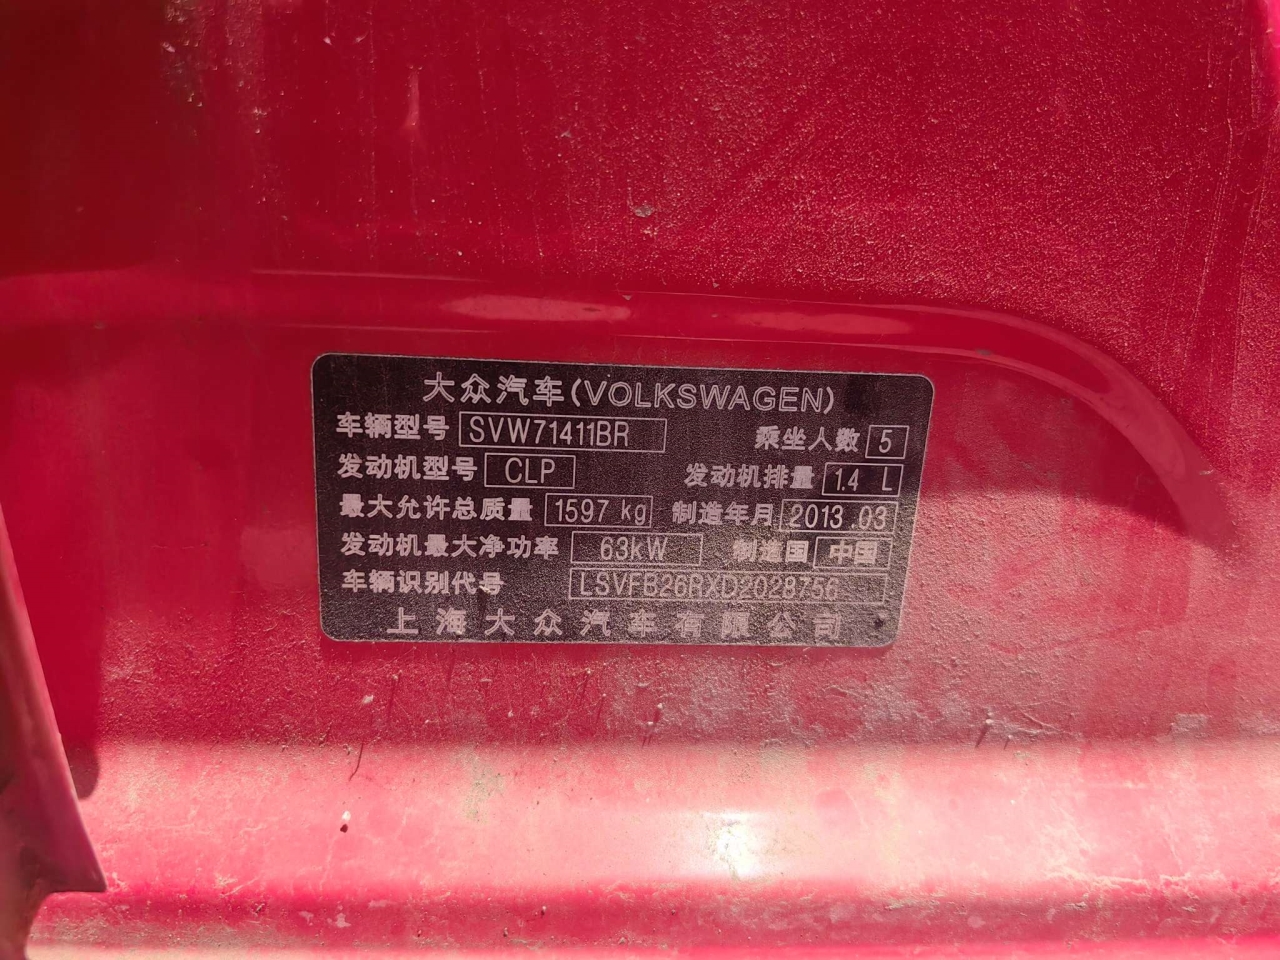 大众汽车(VOLKSWAGEN)
车辆型号 SVW71411BR 乘坐人数 5
发动机型号 CLP 发动机排量 1.4 L
最大允许总质量 1597 kg 制造年月 2013.03
发动机最大净功率 63kW 制造国 中国
车辆识别代号 LSVFB26RXD2028756
上海大众汽车有限公司